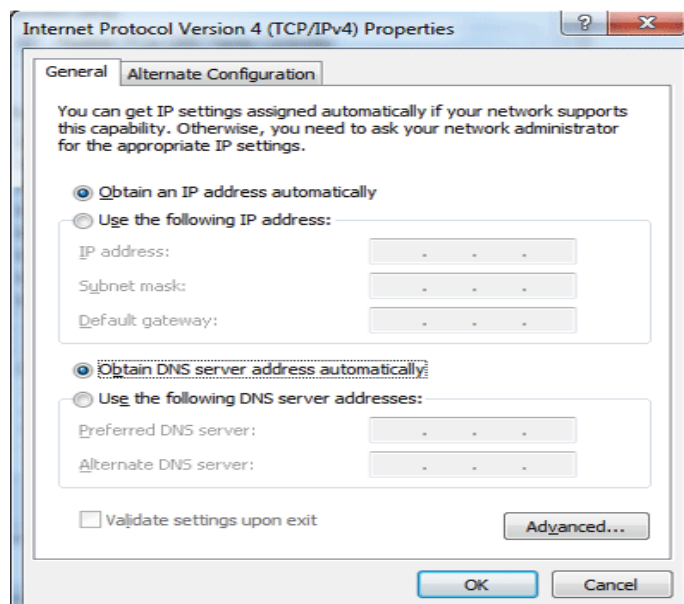 Internet Protocol Version 4 (TCP/IPv4) Properties
General
Alternate Configuration
You can get IP settings assigned automatically if your network supports
this capability. Otherwise, you need to ask your network administrator
for the appropriate IP settings.
Obtain an IP address automatically
Use the following IP address:
IP address:
Subnet mask:
Default gateway:
Obtain DNS server address automatically
Use the following DNS server addresses:
Preferred DNS server:
Alternate DNS server:
Validate settings upon exit
Advanced...
OK
Cancel